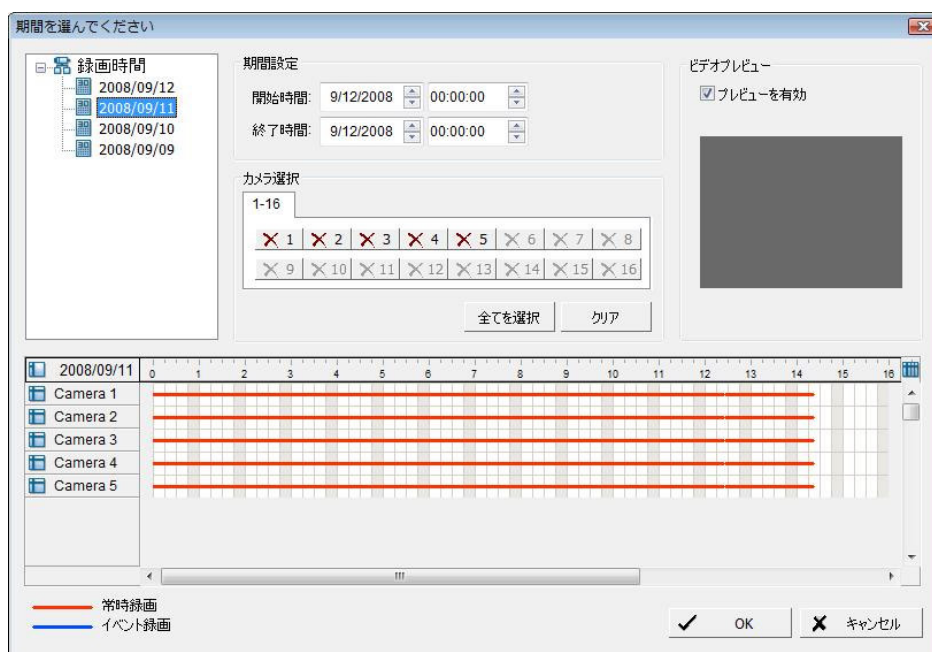 期間を選んでください
録画時間
2008/09/12
2008/09/11
2008/09/10
2008/09/09
期間設定
開始時間: 9/12/2008 00:00:00
終了時間: 9/12/2008 00:00:00
カメラ選択
1-16
1 2 3 4 5 6 7 8
9 10 11 12 13 14 15 16
全てを選択 クリア
ビデオプレビュー
プレビューを有効
2008/09/11 0 1 2 3 4 5 6 7 8 9 10 11 12 13 14 15 16
Camera 1
Camera 2
Camera 3
Camera 4
Camera 5
常時録画
イベント録画
OK キャンセル